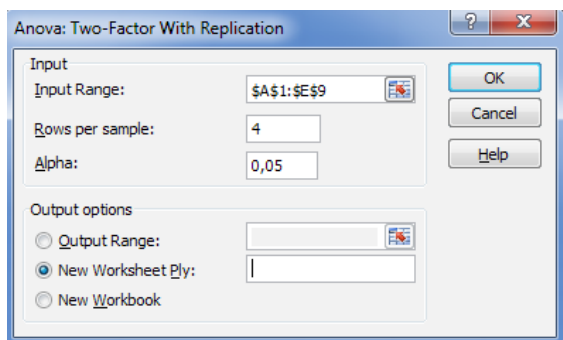 Anova: Two-Factor With Replication
?
X
Input
Input Range:
$A$1:$E$9
OK
Rows per sample:
4
Cancel
Alpha:
0,05
Help
Output options
Output Range:
New Worksheet Ply:
New Workbook